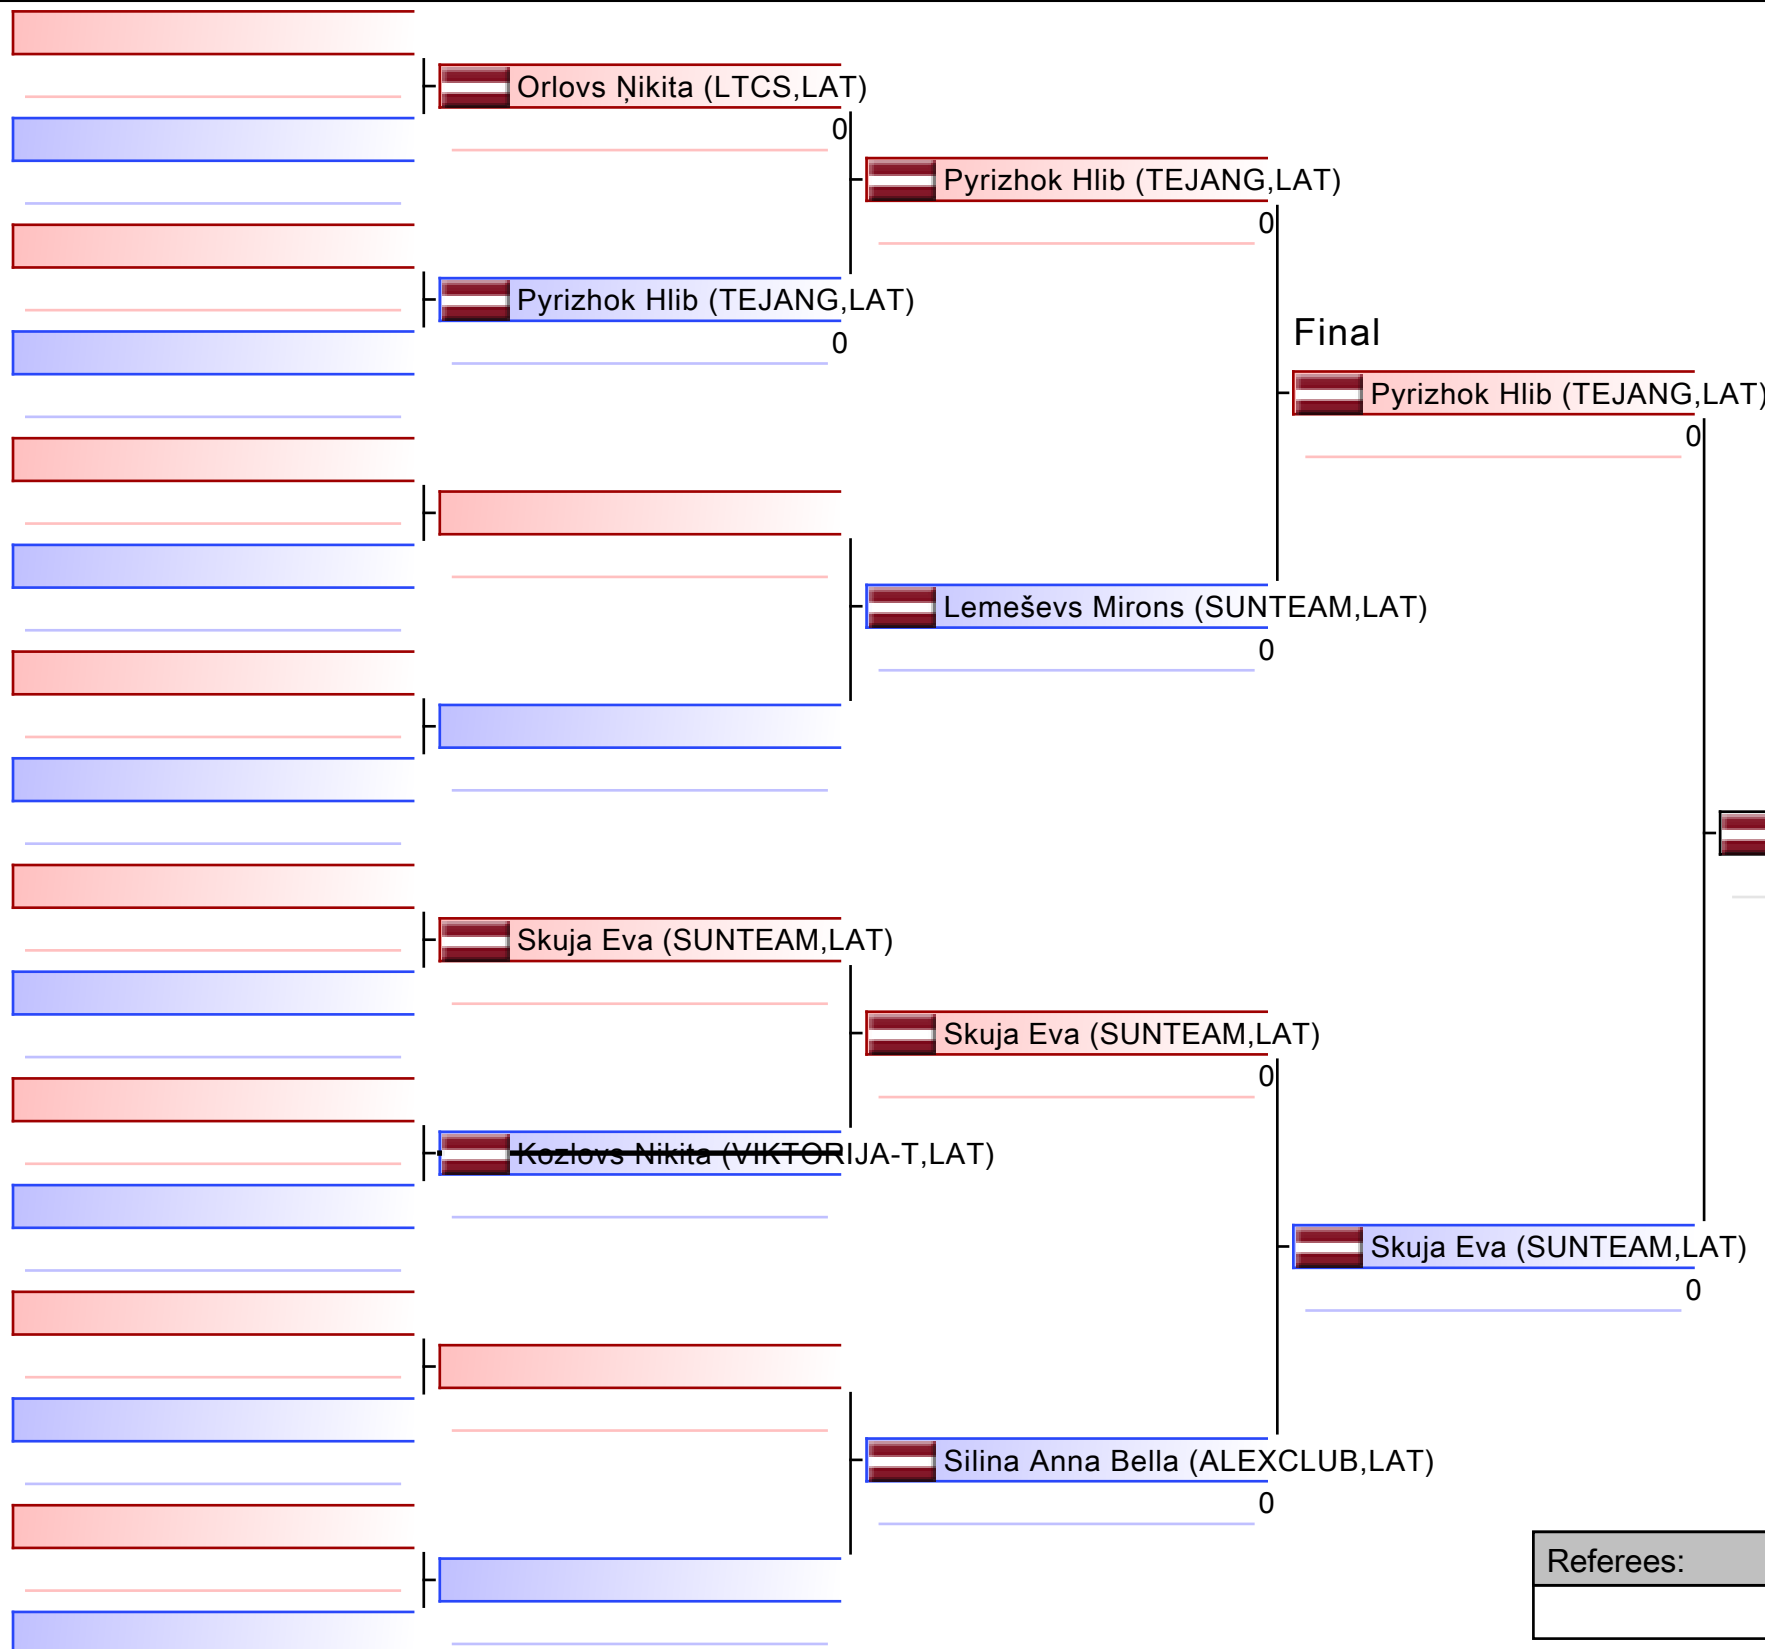 Orlovs Ņikita (LTCS,LAT)
0
Pyrizhok Hlib (TEJANG,LAT)
0
Pyrizhok Hlib (TEJANG,LAT)
0
Final
Pyrizhok Hlib (TEJANG,LAT)
0
Lemeševs Mirons (SUNTEAM,LAT)
0
Skuja Eva (SUNTEAM,LAT)
Skuja Eva (SUNTEAM,LAT)
0
Kozlovs Nikita (VIKTORIJA-T,LAT)
Skuja Eva (SUNTEAM,LAT)
0
Silina Anna Bella (ALEXCLUB,LAT)
0
Referees: